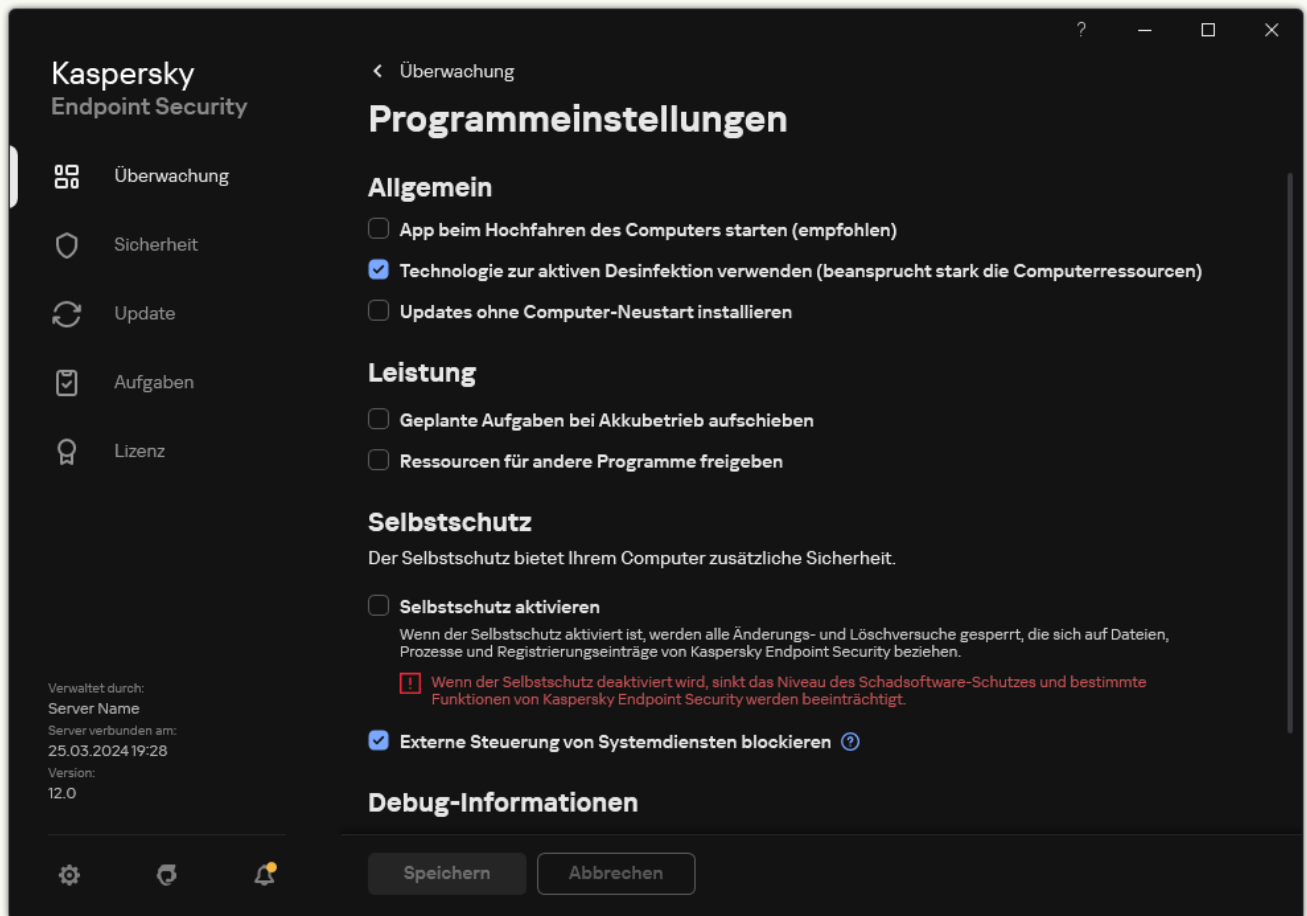 ?
Kaspersky
Endpoint Security
Überwachung
Sicherheit
Update
Aufgaben
Lizenz
Verwaltet durch:
Server Name
Server verbunden am:
25.03.2024 19:28
Version:
12.0
Überwachung
Programmeinstellungen
Allgemein
App beim Hochfahren des Computers starten (empfohlen)
Technologie zur aktiven Desinfektion verwenden (beansprucht stark die Computerressourcen)
Updates ohne Computer-Neustart installieren
Leistung
Geplante Aufgaben bei Akkubetrieb aufschieben
Ressourcen für andere Programme freigeben
Selbstschutz
Der Selbstschutz bietet Ihrem Computer zusätzliche Sicherheit.
Selbstschutz aktivieren
Wenn der Selbstschutz aktiviert ist, werden alle Änderungs- und Löschversuche gesperrt, die sich auf Dateien,
Prozesse und Registrierungseinträge von Kaspersky Endpoint Security beziehen.
! Wenn der Selbstschutz deaktiviert wird, sinkt das Niveau des Schadsoftware-Schutzes und bestimmte
Funktionen von Kaspersky Endpoint Security werden beeinträchtigt.
Externe Steuerung von Systemdiensten blockieren ?
Debug-Informationen
Speichern
Abbrechen